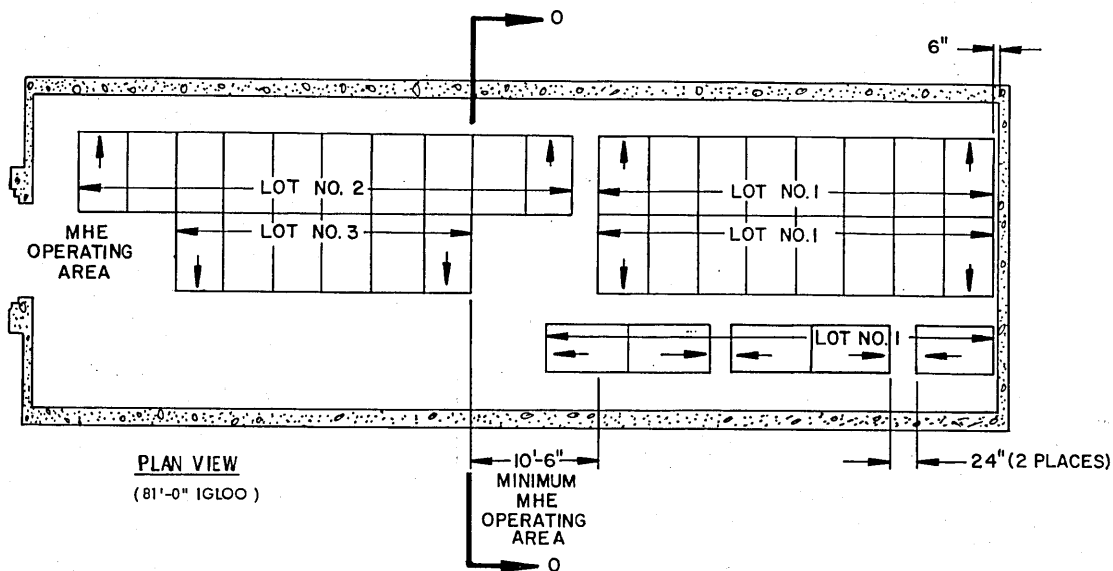 O
6"
LOT NO. 2
LOT NO. 1
LOT NO. 3
LOT NO. 1
MHE
OPERATING
AREA
LOT NO. 1
PLAN VIEW
(81'-0" IGLOO)
10'-6"
MINIMUM
MHE
OPERATING
AREA
24" (2 PLACES)
O